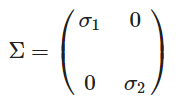 Σ = ( σ₁ 0
0 σ₂ )